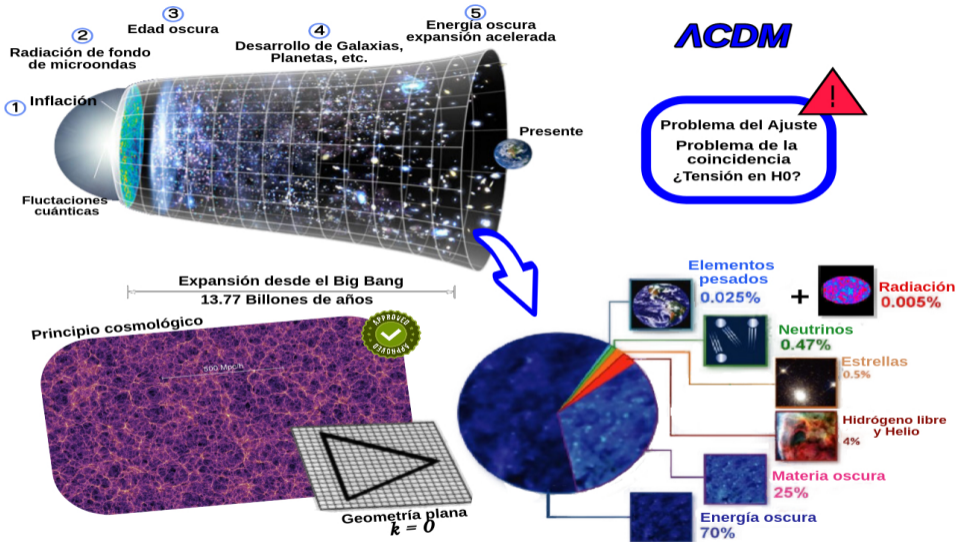 1
Inflación
2
Radiación de fondo
de microondas
3
Edad oscura
4
Desarrollo de Galaxias,
Planetas, etc.
5
Energía oscura
expansión acelerada
Presente
Fluctaciones
cuánticas
Expansión desde el Big Bang
13.77 Billones de años
ΛCDM
!
Problema del Ajuste
Problema de la
coincidencia
¿Tensión en H0?
Principio cosmológico
APPROVED
APPROVED
500 Mpc/h
Geometría plana
k = 0
Elementos
pesados
0.025%
+
Radiación
0.005%
Neutrinos
0.47%
Estrellas
0.5%
Hidrógeno libre
y Helio
4%
Materia oscura
25%
Energía oscura
70%